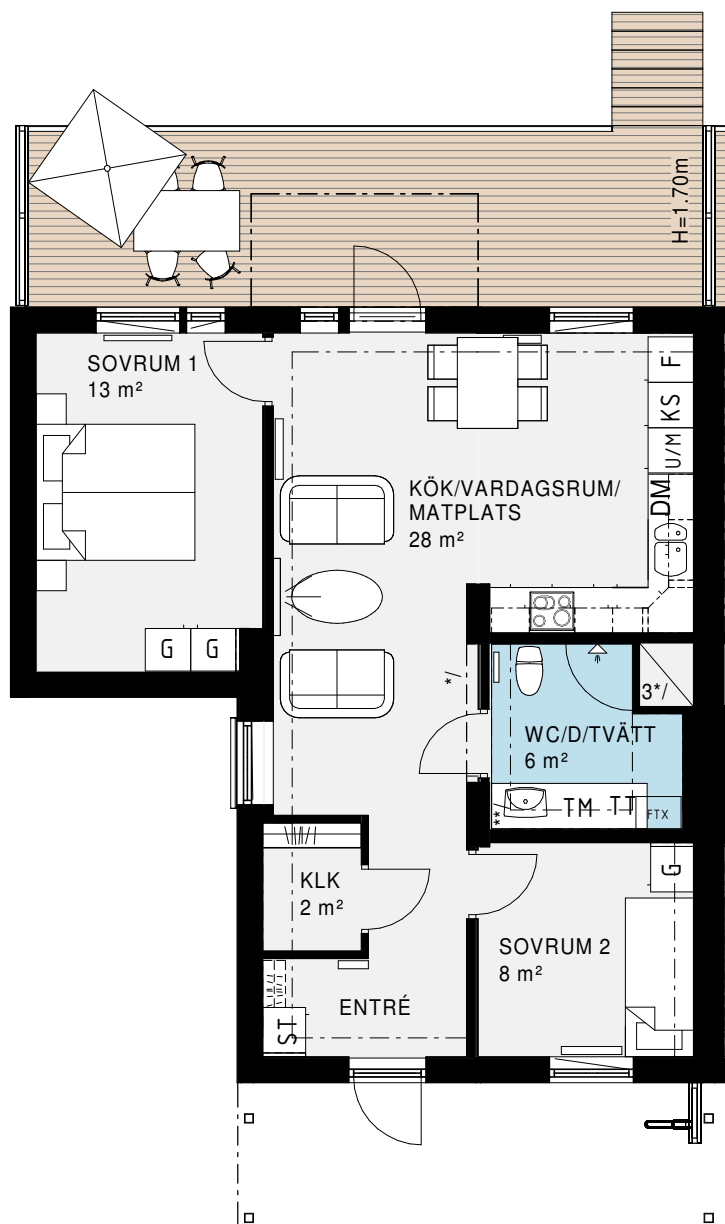 H=1.70m
SOVRUM 1
13 m²
F
KS
U/M
DM
KÖK/VARDAGSRUM/
MATPLATS
28 m²
G G
*/
3*/
WC/D/TVÄTT
6 m²
**/
TM TT
FTX
KLK
2 m²
G
SOVRUM 2
8 m²
ENTRÉ
ST